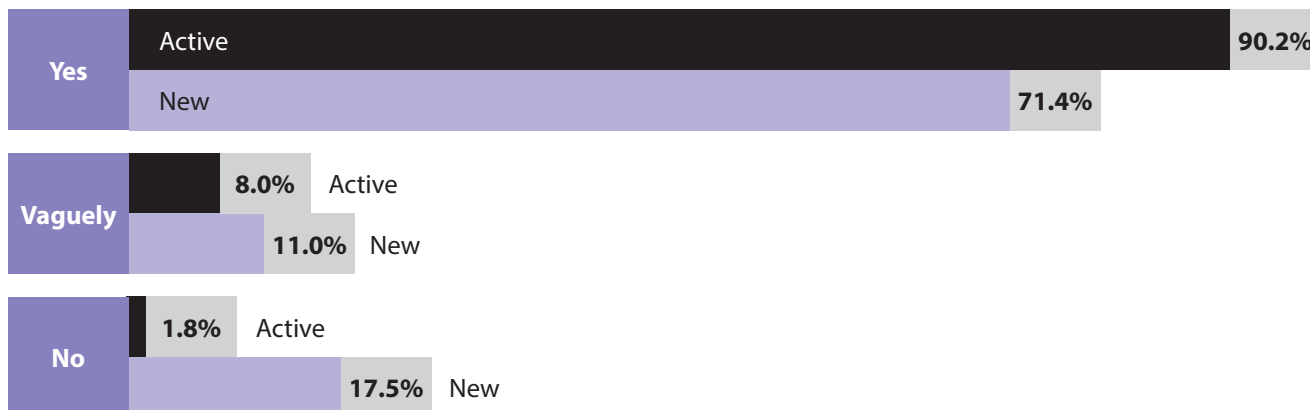 Yes
Active
90.2%
New
71.4%
Vaguely
8.0% Active
11.0% New
No
1.8% Active
17.5% New